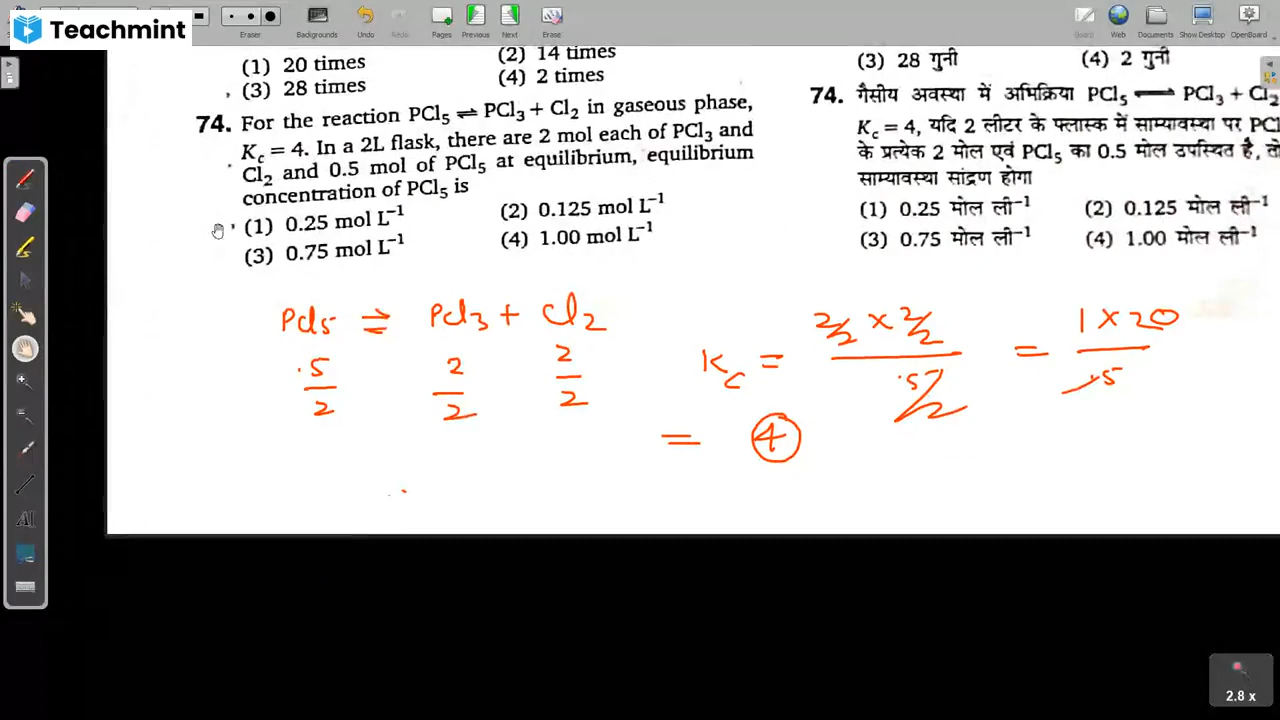 Teachmint
Eraser Backgrounds Undo Redo Pages Previous Next Erase Board Web Documents Show Desktop OpenBoard
(1) 20 times (2) 14 times
(3) 28 times (4) 2 times
74. For the reaction PCl₅ ⇌ PCl₃ + Cl₂ in gaseous phase,
K_c = 4. In a 2L flask, there are 2 mol each of PCl₃ and
Cl₂ and 0.5 mol of PCl₅ at equilibrium, equilibrium
concentration of PCl₅ is
(1) 0.25 mol L⁻¹ (2) 0.125 mol L⁻¹
(3) 0.75 mol L⁻¹ (4) 1.00 mol L⁻¹
(3) 28 गुनी (4) 2 गुनी
74. गैसीय अवस्था में अभिक्रिया PCl₅ ⇌ PCl₃ + Cl₂
K_c = 4, यदि 2 लीटर के फ्लास्क में साम्यावस्था पर PCl
के प्रत्येक 2 मोल एवं PCl₅ का 0.5 मोल उपस्थित है, तो
साम्यावस्था सांद्रण होगा
(1) 0.25 मोल ली⁻¹ (2) 0.125 मोल ली⁻¹
(3) 0.75 मोल ली⁻¹ (4) 1.00 मोल ली⁻¹
PCl5 ⇌ PCl3 + Cl2
.5/2 2/2 2/2
Kc = 2/2 × 2/2 / .5/2 = 1 × 20 / .5
= 4
2.8 x